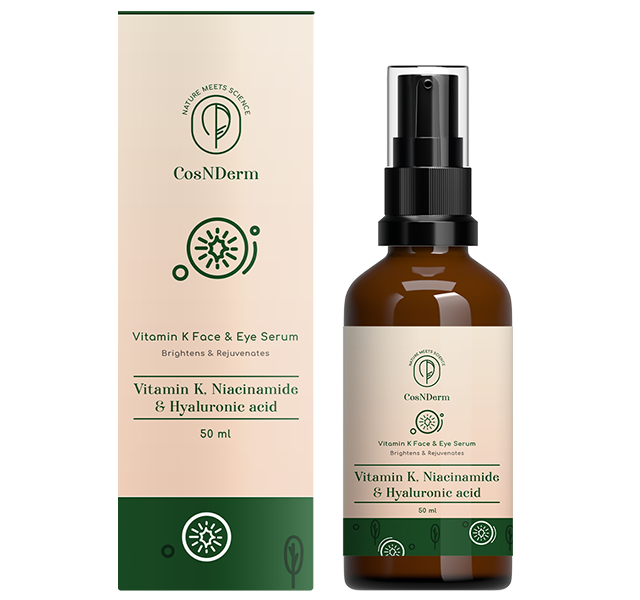 NATURE MEETS SCIENCE
CosNDerm
Vitamin K Face & Eye Serum
Brightens & Rejuvenates
Vitamin K, Niacinamide
& Hyaluronic acid
50 ml
NATURE MEETS SCIENCE
CosNDerm
Vitamin K Face & Eye Serum
Brightens & Rejuvenates
Vitamin K, Niacinamide
& Hyaluronic acid
50 ml